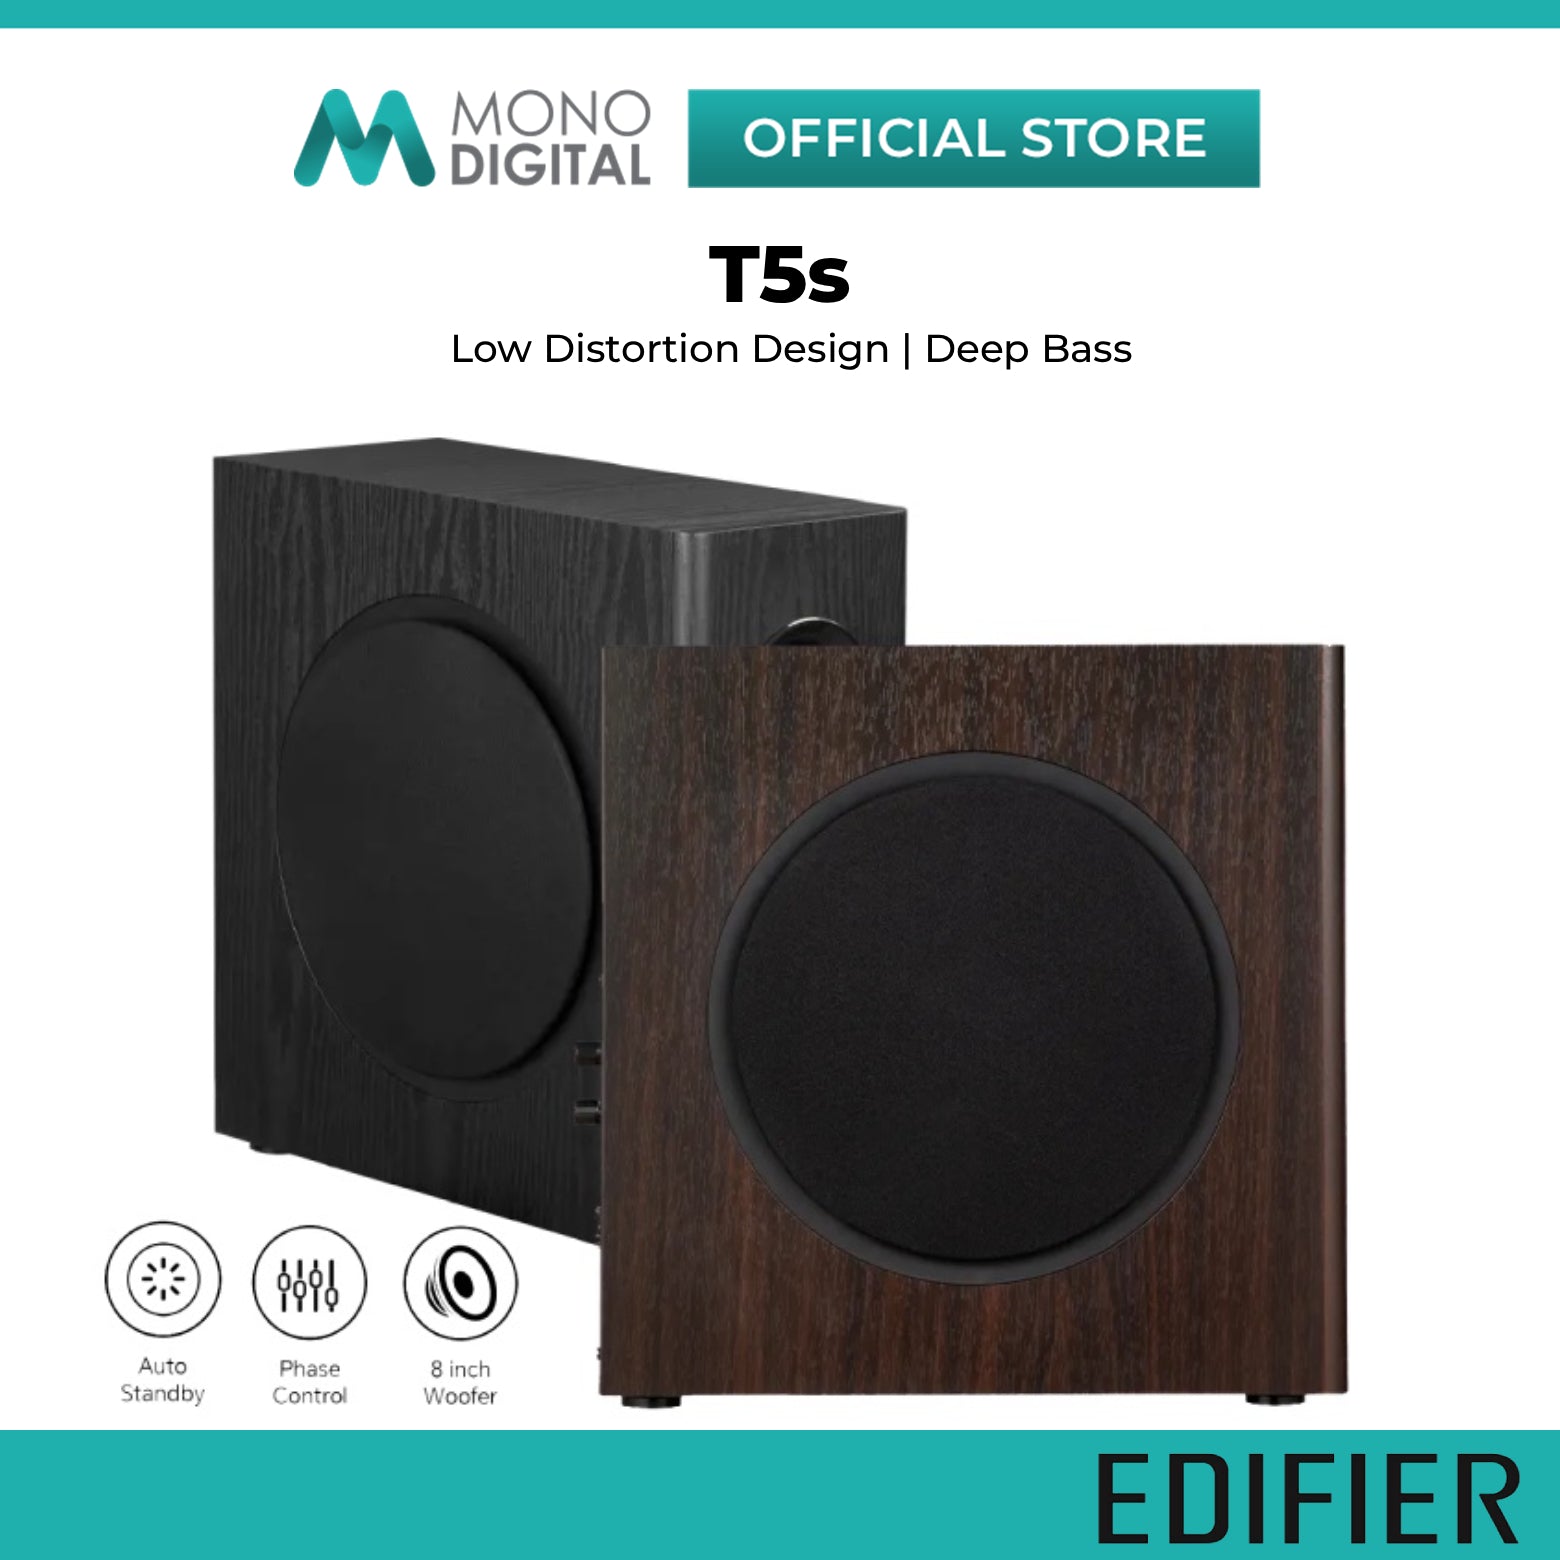 MONO
DIGITAL
OFFICIAL STORE
T5s
Low Distortion Design | Deep Bass
Auto
Standby
Phase
Control
8 inch
Woofer
EDIFIER